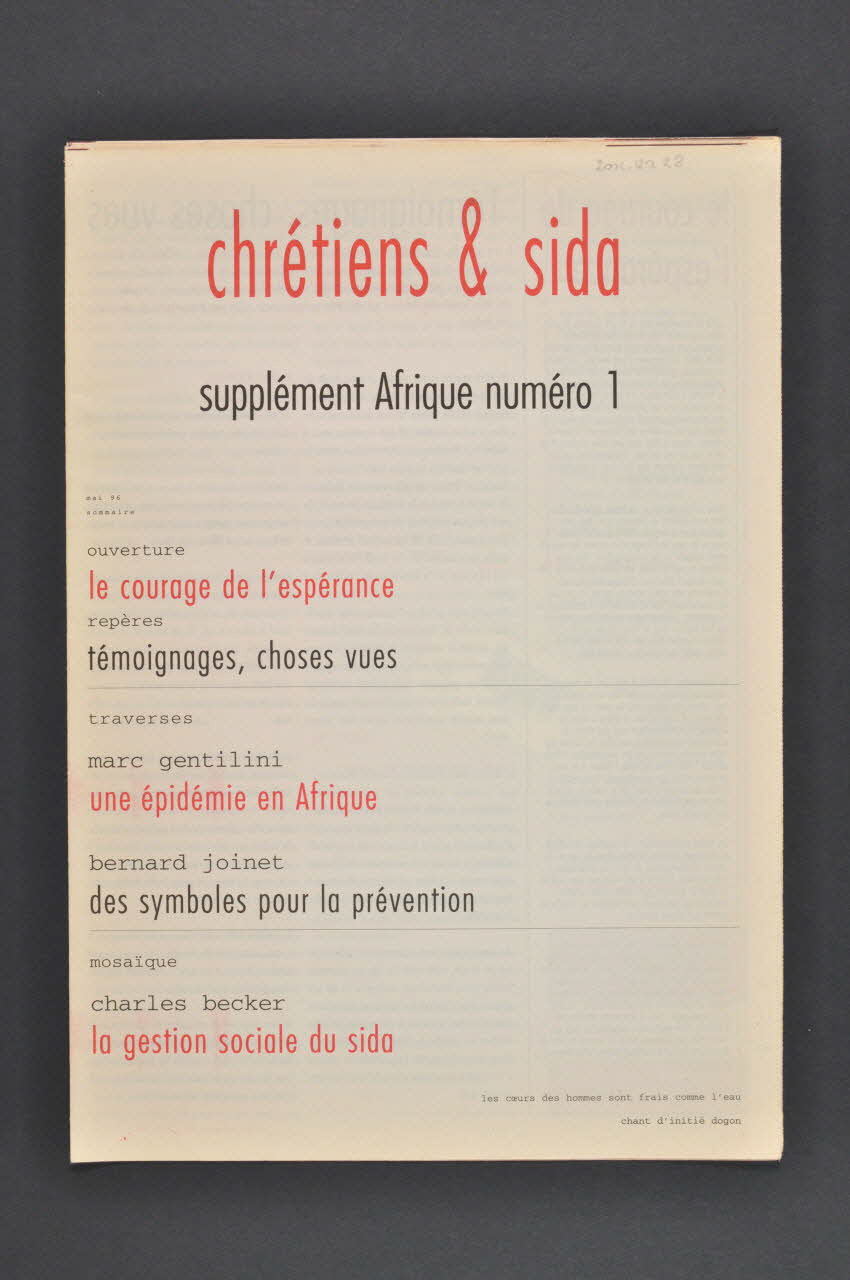 chrétiens & sida
supplément Afrique numéro 1
mai 96
sommaire
ouverture
le courage de l'espérance
repères
témoignages, choses vues
traverses
marc gentilini
une épidémie en Afrique
bernard joinet
des symboles pour la prévention
mosaïque
charles becker
la gestion sociale du sida
les cœurs des hommes sont frais comme l'eau
chant d'initié dogon